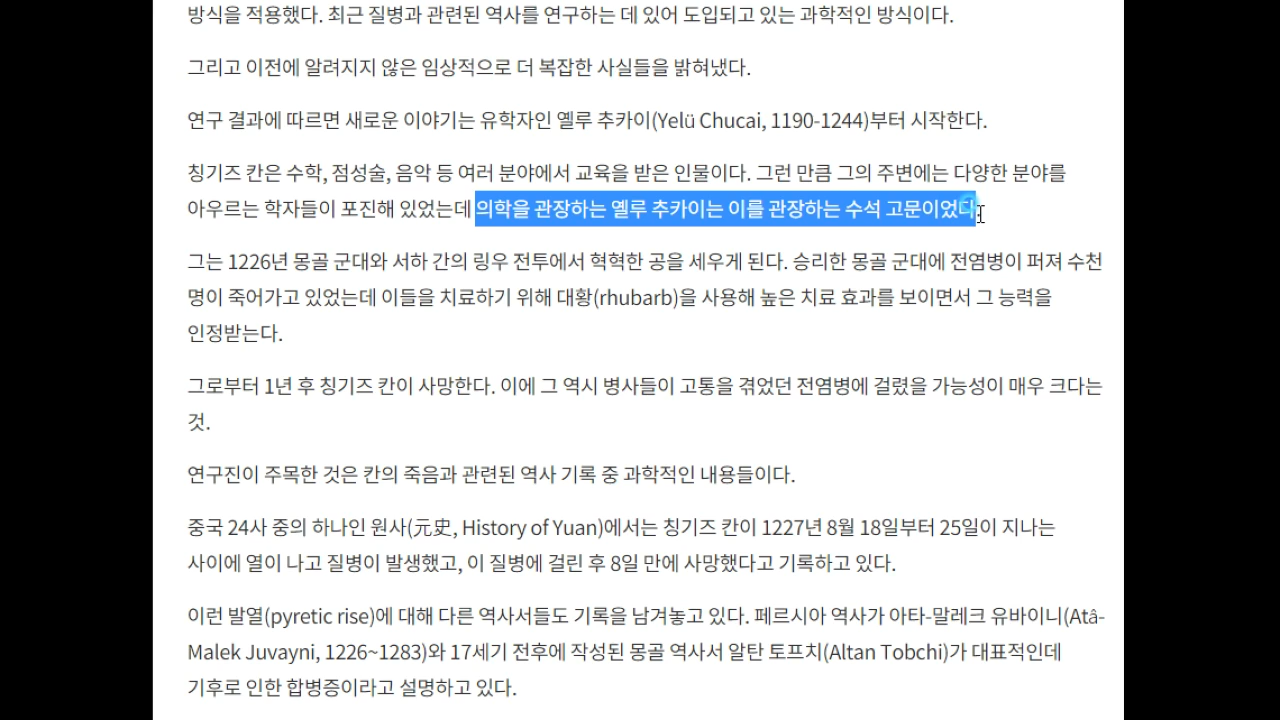 방식을 적용했다. 최근 질병과 관련된 역사를 연구하는 데 있어 도입되고 있는 과학적인 방식이다.
그리고 이전에 알려지지 않은 임상적으로 더 복잡한 사실들을 밝혀냈다.
연구 결과에 따르면 새로운 이야기는 유학자인 옐루 추카이(Yelü Chucai, 1190-1244)부터 시작한다.
칭기즈 칸은 수학, 점성술, 음악 등 여러 분야에서 교육을 받은 인물이다. 그런 만큼 그의 주변에는 다양한 분야를
아우르는 학자들이 포진해 있었는데 의학을 관장하는 옐루 추카이는 이를 관장하는 수석 고문이었다.
그는 1226년 몽골 군대와 서하 간의 링우 전투에서 혁혁한 공을 세우게 된다. 승리한 몽골 군대에 전염병이 퍼져 수천
명이 죽어가고 있었는데 이들을 치료하기 위해 대황(rhubarb)을 사용해 높은 치료 효과를 보이면서 그 능력을
인정받는다.
그로부터 1년 후 칭기즈 칸이 사망한다. 이에 그 역시 병사들이 고통을 겪었던 전염병에 걸렸을 가능성이 매우 크다는
것.
연구진이 주목한 것은 칸의 죽음과 관련된 역사 기록 중 과학적인 내용들이다.
중국 24사 중의 하나인 원사(元史, History of Yuan)에서는 칭기즈 칸이 1227년 8월 18일부터 25일이 지나는
사이에 열이 나고 질병이 발생했고, 이 질병에 걸린 후 8일 만에 사망했다고 기록하고 있다.
이런 발열(pyretic rise)에 대해 다른 역사서들도 기록을 남겨놓고 있다. 페르시아 역사가 아타-말레크 유바이니(Atâ-
Malek Juvayni, 1226~1283)와 17세기 전후에 작성된 몽골 역사서 알탄 토프치(Altan Tobchi)가 대표적인데
기후로 인한 합병증이라고 설명하고 있다.